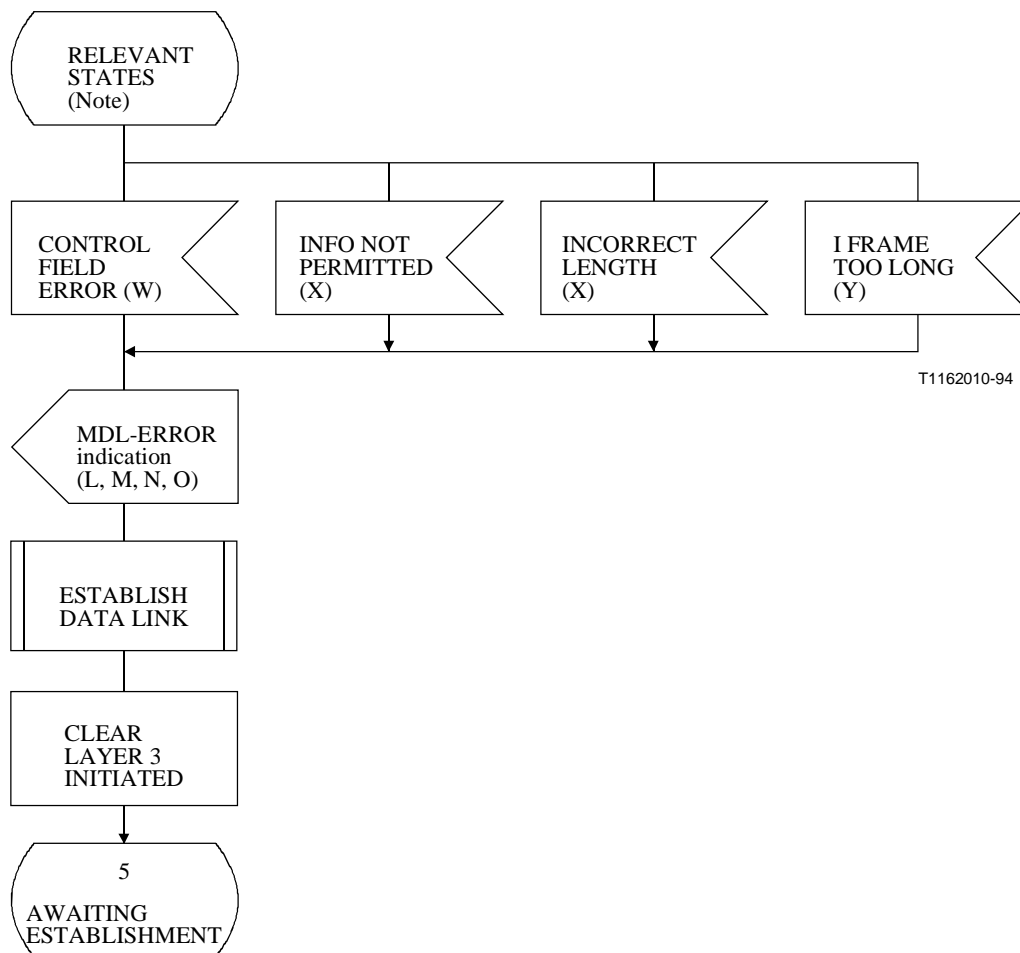 RELEVANT
STATES
(Note)
CONTROL
FIELD
ERROR (W)
INFO NOT
PERMITTED
(X)
INCORRECT
LENGTH
(X)
I FRAME
TOO LONG
(Y)
T1162010-94
MDL-ERROR
indication
(L, M, N, O)
ESTABLISH
DATA LINK
CLEAR
LAYER 3
INITIATED
5
AWAITING
ESTABLISHMENT